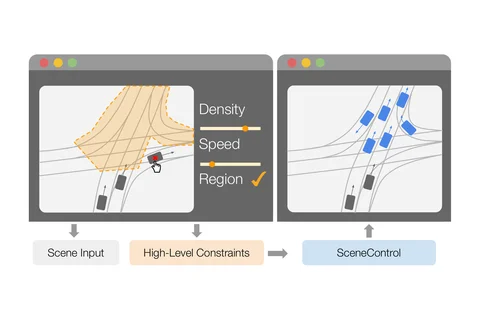 Density
Speed
Region
Scene Input
High-Level Constraints
SceneControl